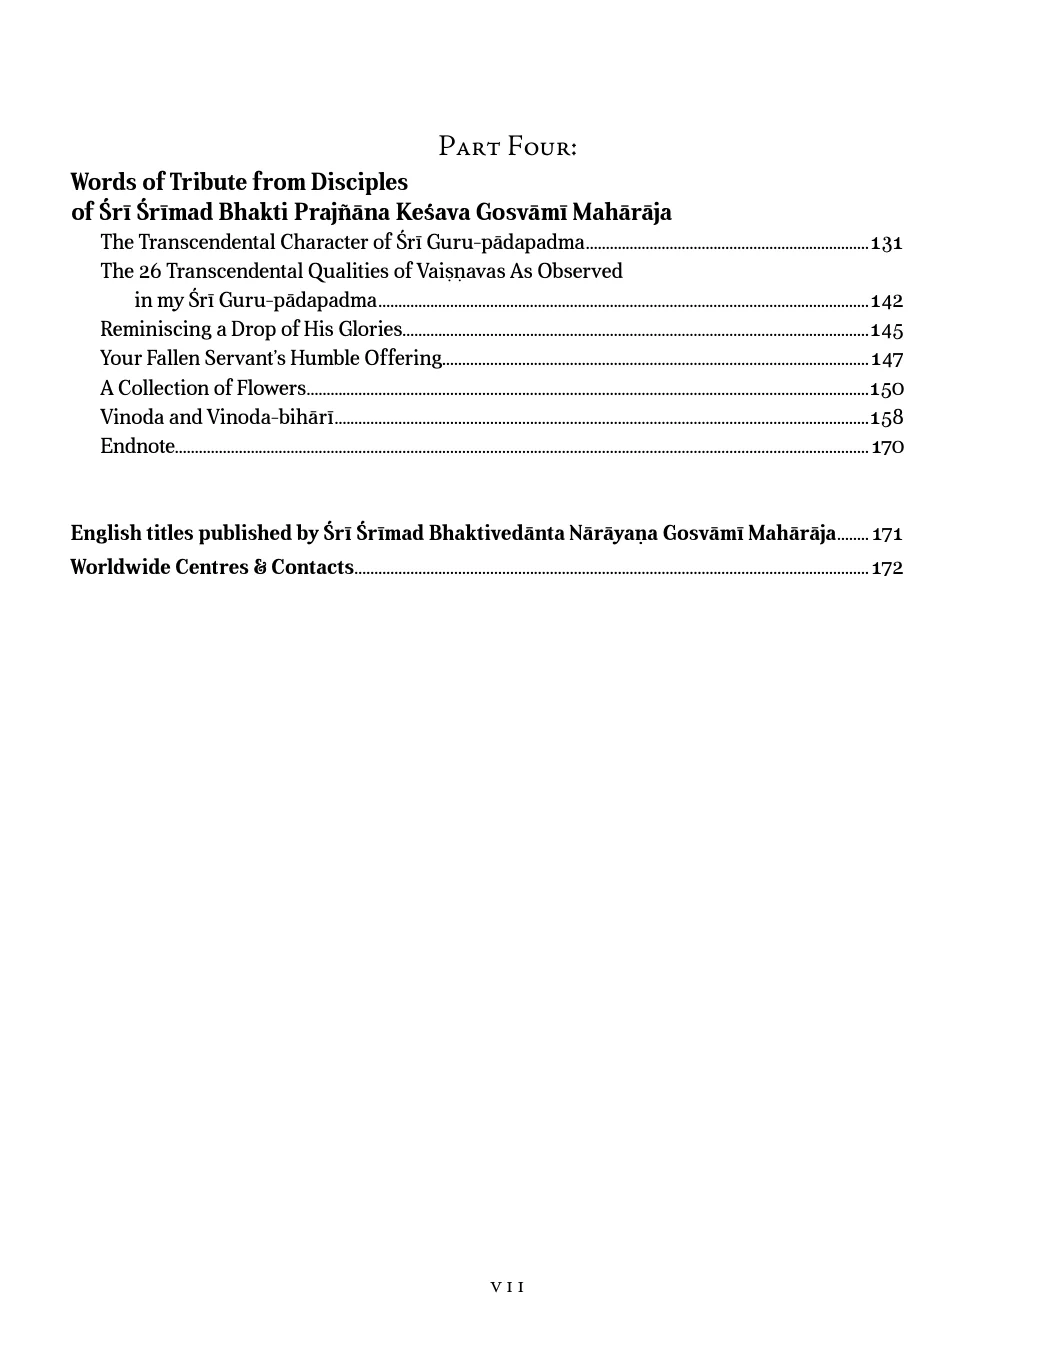 Part Four:
Words of Tribute from Disciples
of Śrī Śrīmad Bhakti Prajñāna Keśava Gosvāmī Mahārāja
The Transcendental Character of Śrī Guru-pādapadma 131
The 26 Transcendental Qualities of Vaiṣṇavas As Observed
in my Śrī Guru-pādapadma 142
Reminiscing a Drop of His Glories 145
Your Fallen Servant’s Humble Offering 147
A Collection of Flowers 150
Vinoda and Vinoda-bihārī 158
Endnote 170
English titles published by Śrī Śrīmad Bhaktivedānta Nārāyaṇa Gosvāmī Mahārāja 171
Worldwide Centres & Contacts 172
VII